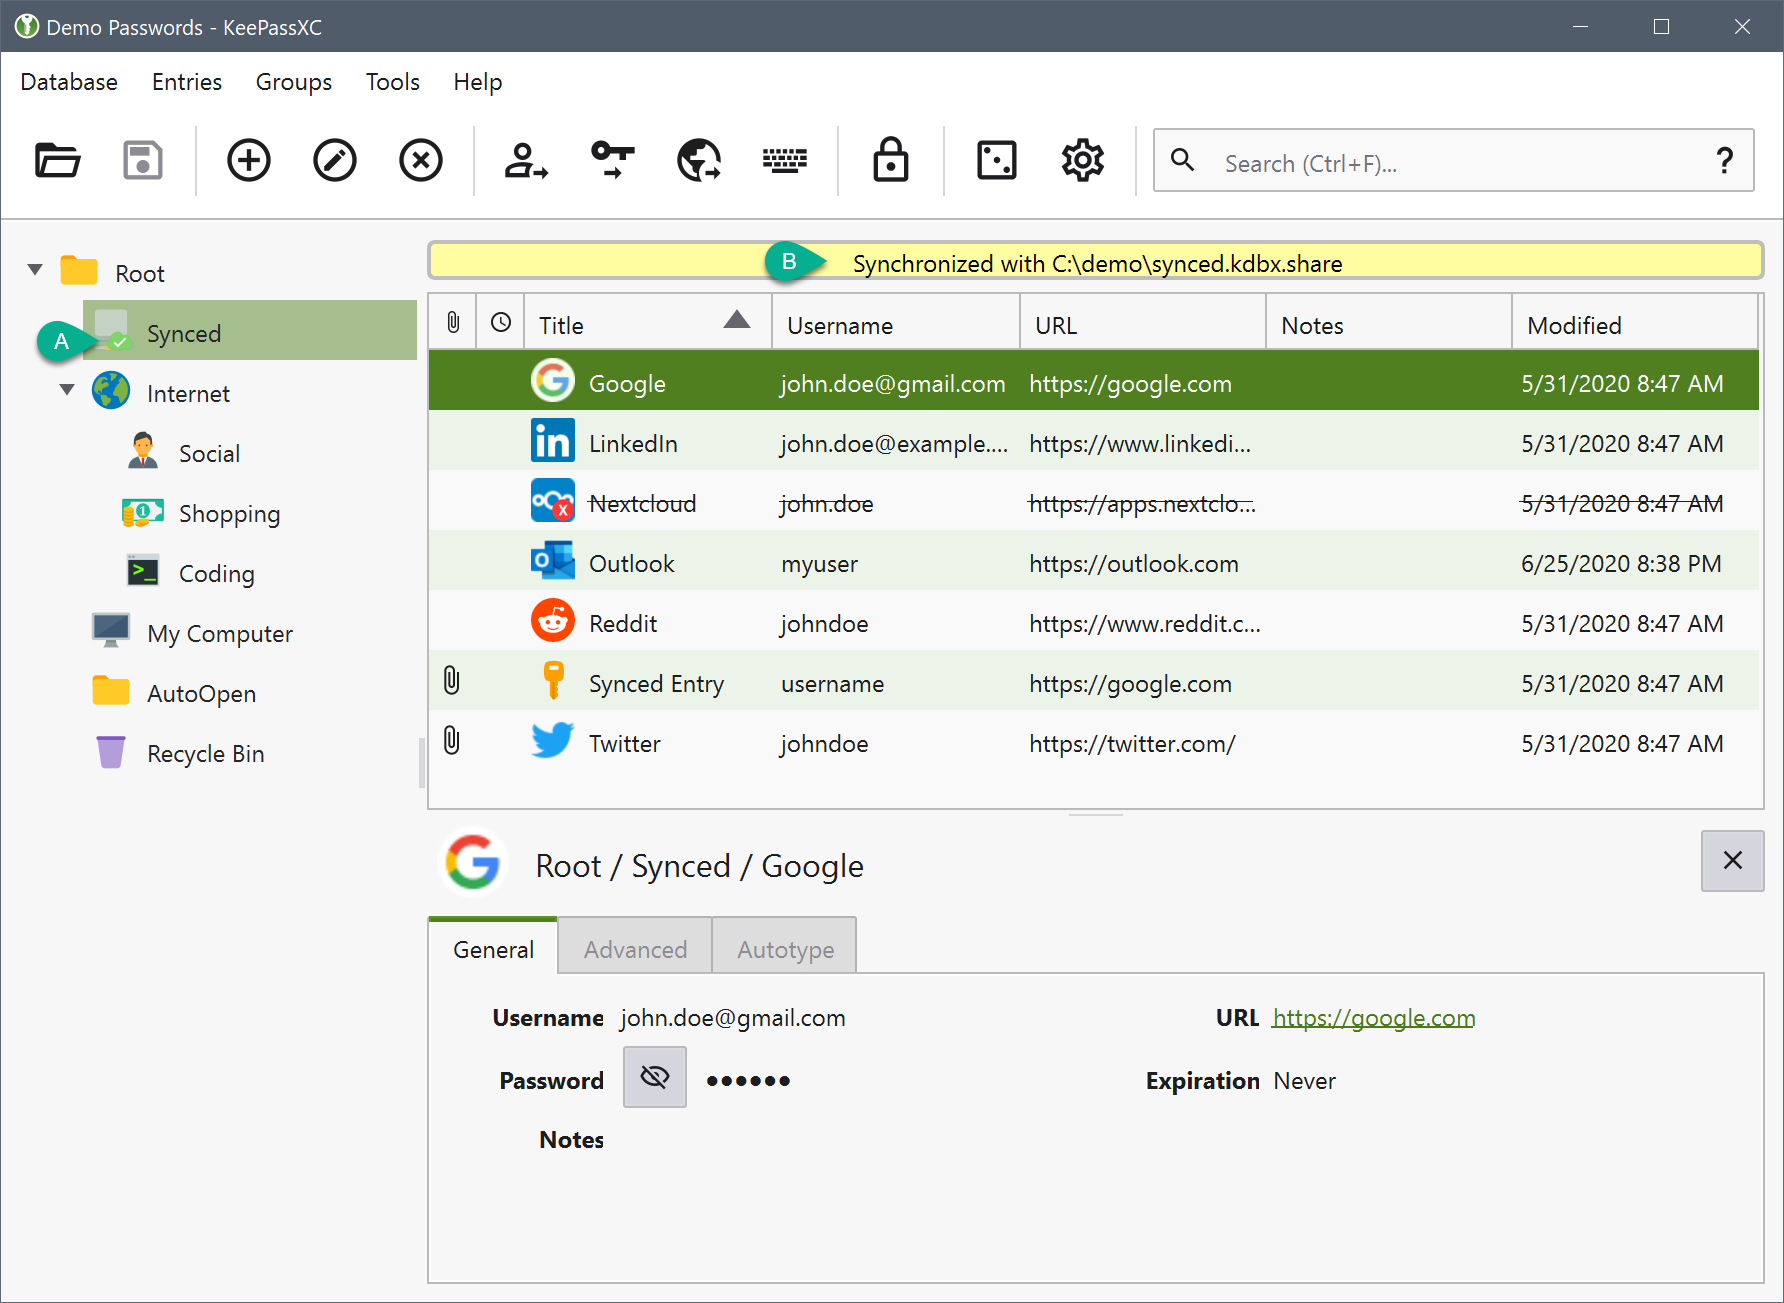 Demo Passwords - KeePassXC
Database Entries Groups Tools Help
Search (Ctrl+F)... ?
Root
A Synced
Internet
Social
Shopping
Coding
My Computer
AutoOpen
Recycle Bin
B Synchronized with C:\demo\synced.kdbx.share
Title Username URL Notes Modified
Google john.doe@gmail.com https://google.com 5/31/2020 8:47 AM
LinkedIn john.doe@example.... https://www.linkedi... 5/31/2020 8:47 AM
Nextcloud john.doe https://apps.nextclo... 5/31/2020 8:47 AM
Outlook myuser https://outlook.com 6/25/2020 8:38 PM
Reddit johndoe https://www.reddit.c... 5/31/2020 8:47 AM
Synced Entry username https://google.com 5/31/2020 8:47 AM
Twitter johndoe https://twitter.com/ 5/31/2020 8:47 AM
Root / Synced / Google
General Advanced Autotype
Username john.doe@gmail.com URL https://google.com
Password ●●●●●● Expiration Never
Notes